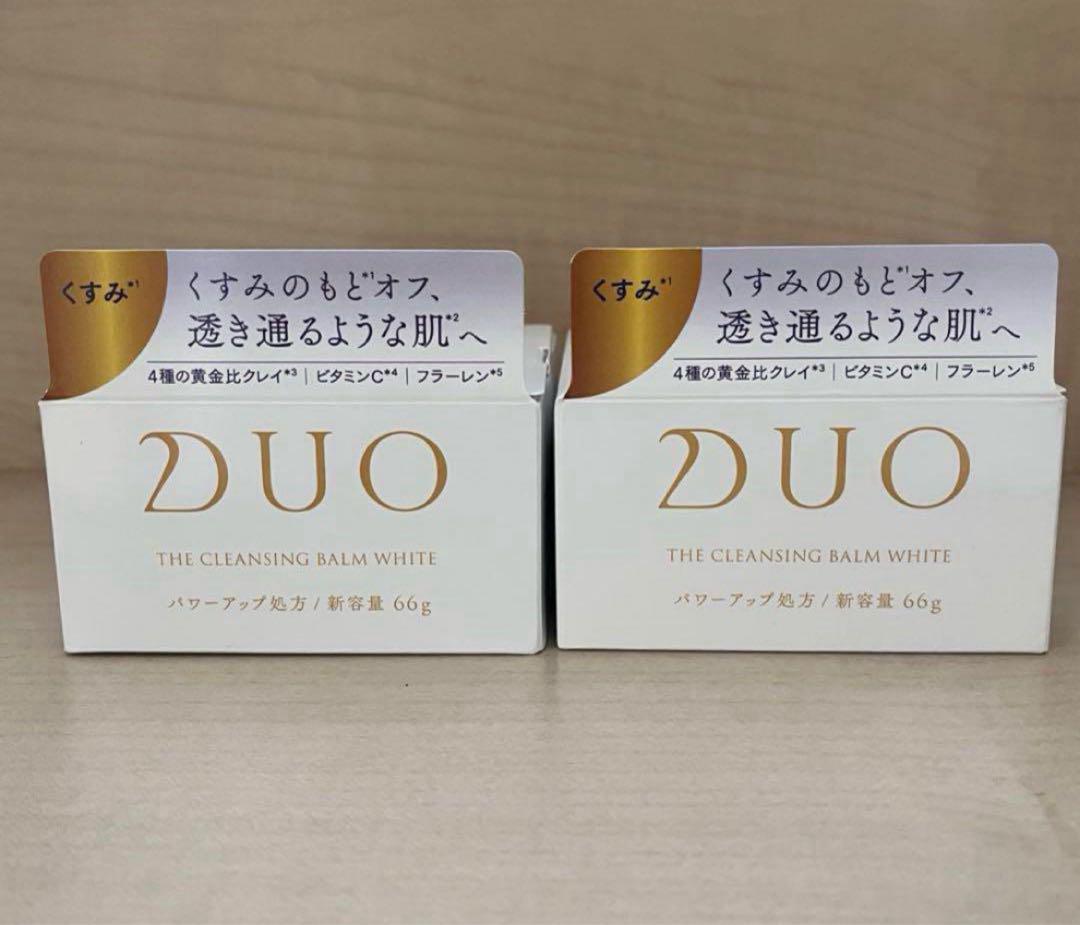 くすみ*1
くすみのもと*1オフ、
透き通るような肌*2へ
4種の黄金比クレイ*3 | ビタミンC*4 | フラーレン*5
DUO
THE CLEANSING BALM WHITE
パワーアップ処方 / 新容量 66g
くすみ*1
くすみのもと*1オフ、
透き通るような肌*2へ
4種の黄金比クレイ*3 | ビタミンC*4 | フラーレン*5
DUO
THE CLEANSING BALM WHITE
パワーアップ処方 / 新容量 66g